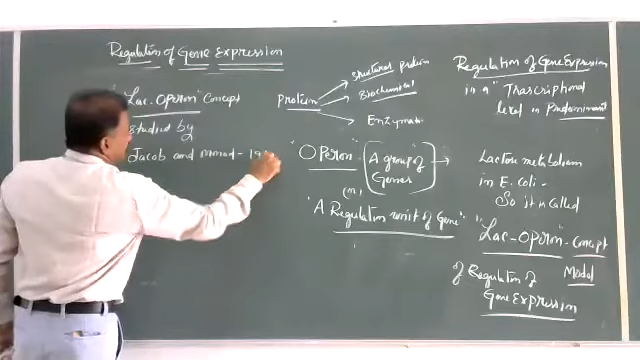 Regulation of Gene Expression
"Lac-Operon" Concept
studied by
Jacob and Monod - 19
Protein
Structural protein
Biochemical
Enzymatic
"OPeron" (A group of
Genes)
(or)
"A Regulation unit of Gene"
Regulation of Gene Expression
in a "Trascriptional
level is Predominant
Lactose metabolism
in E. coli.
So it is called
"Lac-OPeron"-Concept
Model
of Regulation of
Gene Expression